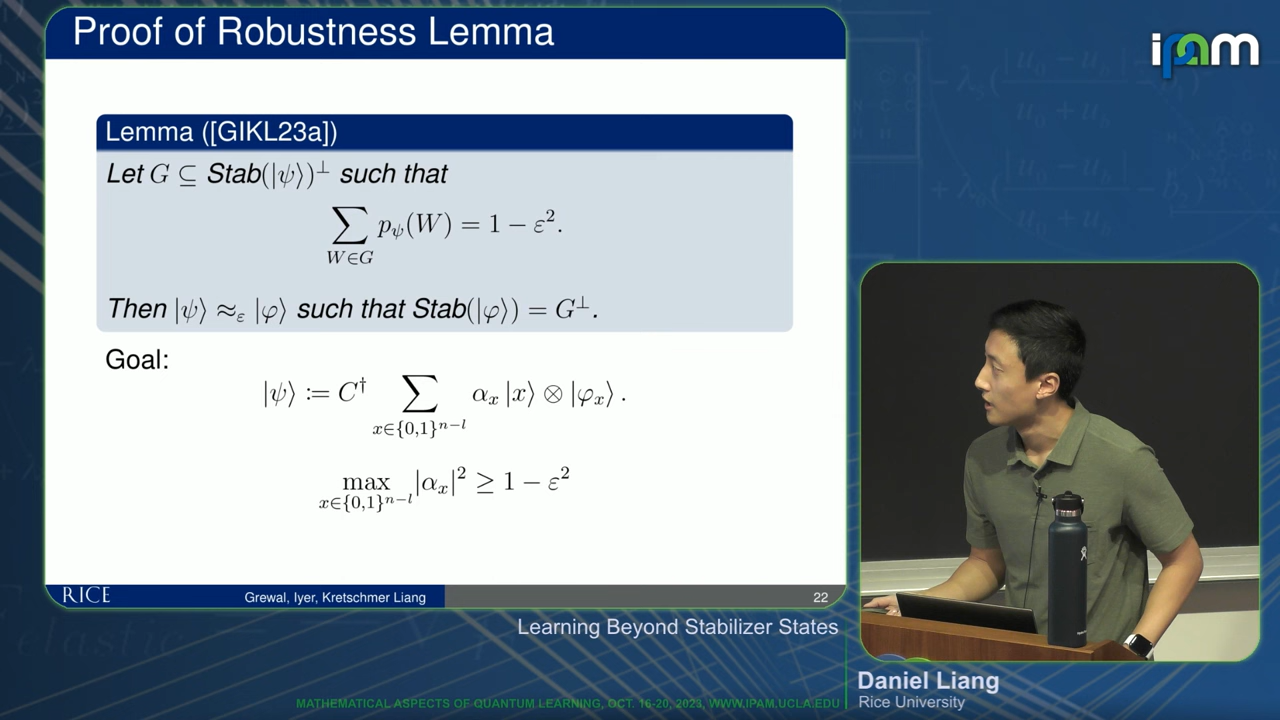 Proof of Robustness Lemma
ipam
Lemma ([GIKL23a])
Let G ⊆ Stab(|ψ⟩)^⊥ such that
∑_{W∈G} p_ψ(W) = 1 − ε².
Then |ψ⟩ ≈_ε |φ⟩ such that Stab(|φ⟩) = G^⊥.
Goal:
|ψ⟩ := C^† ∑_{x∈{0,1}^{n−l}} α_x |x⟩ ⊗ |φ_x⟩.
max_{x∈{0,1}^{n−l}} |α_x|² ≥ 1 − ε²
RICE
Grewal, Iyer, Kretschmer Liang
22
Learning Beyond Stabilizer States
Daniel Liang
Rice University
MATHEMATICAL ASPECTS OF QUANTUM LEARNING, OCT. 16-20, 2023, WWW.IPAM.UCLA.EDU